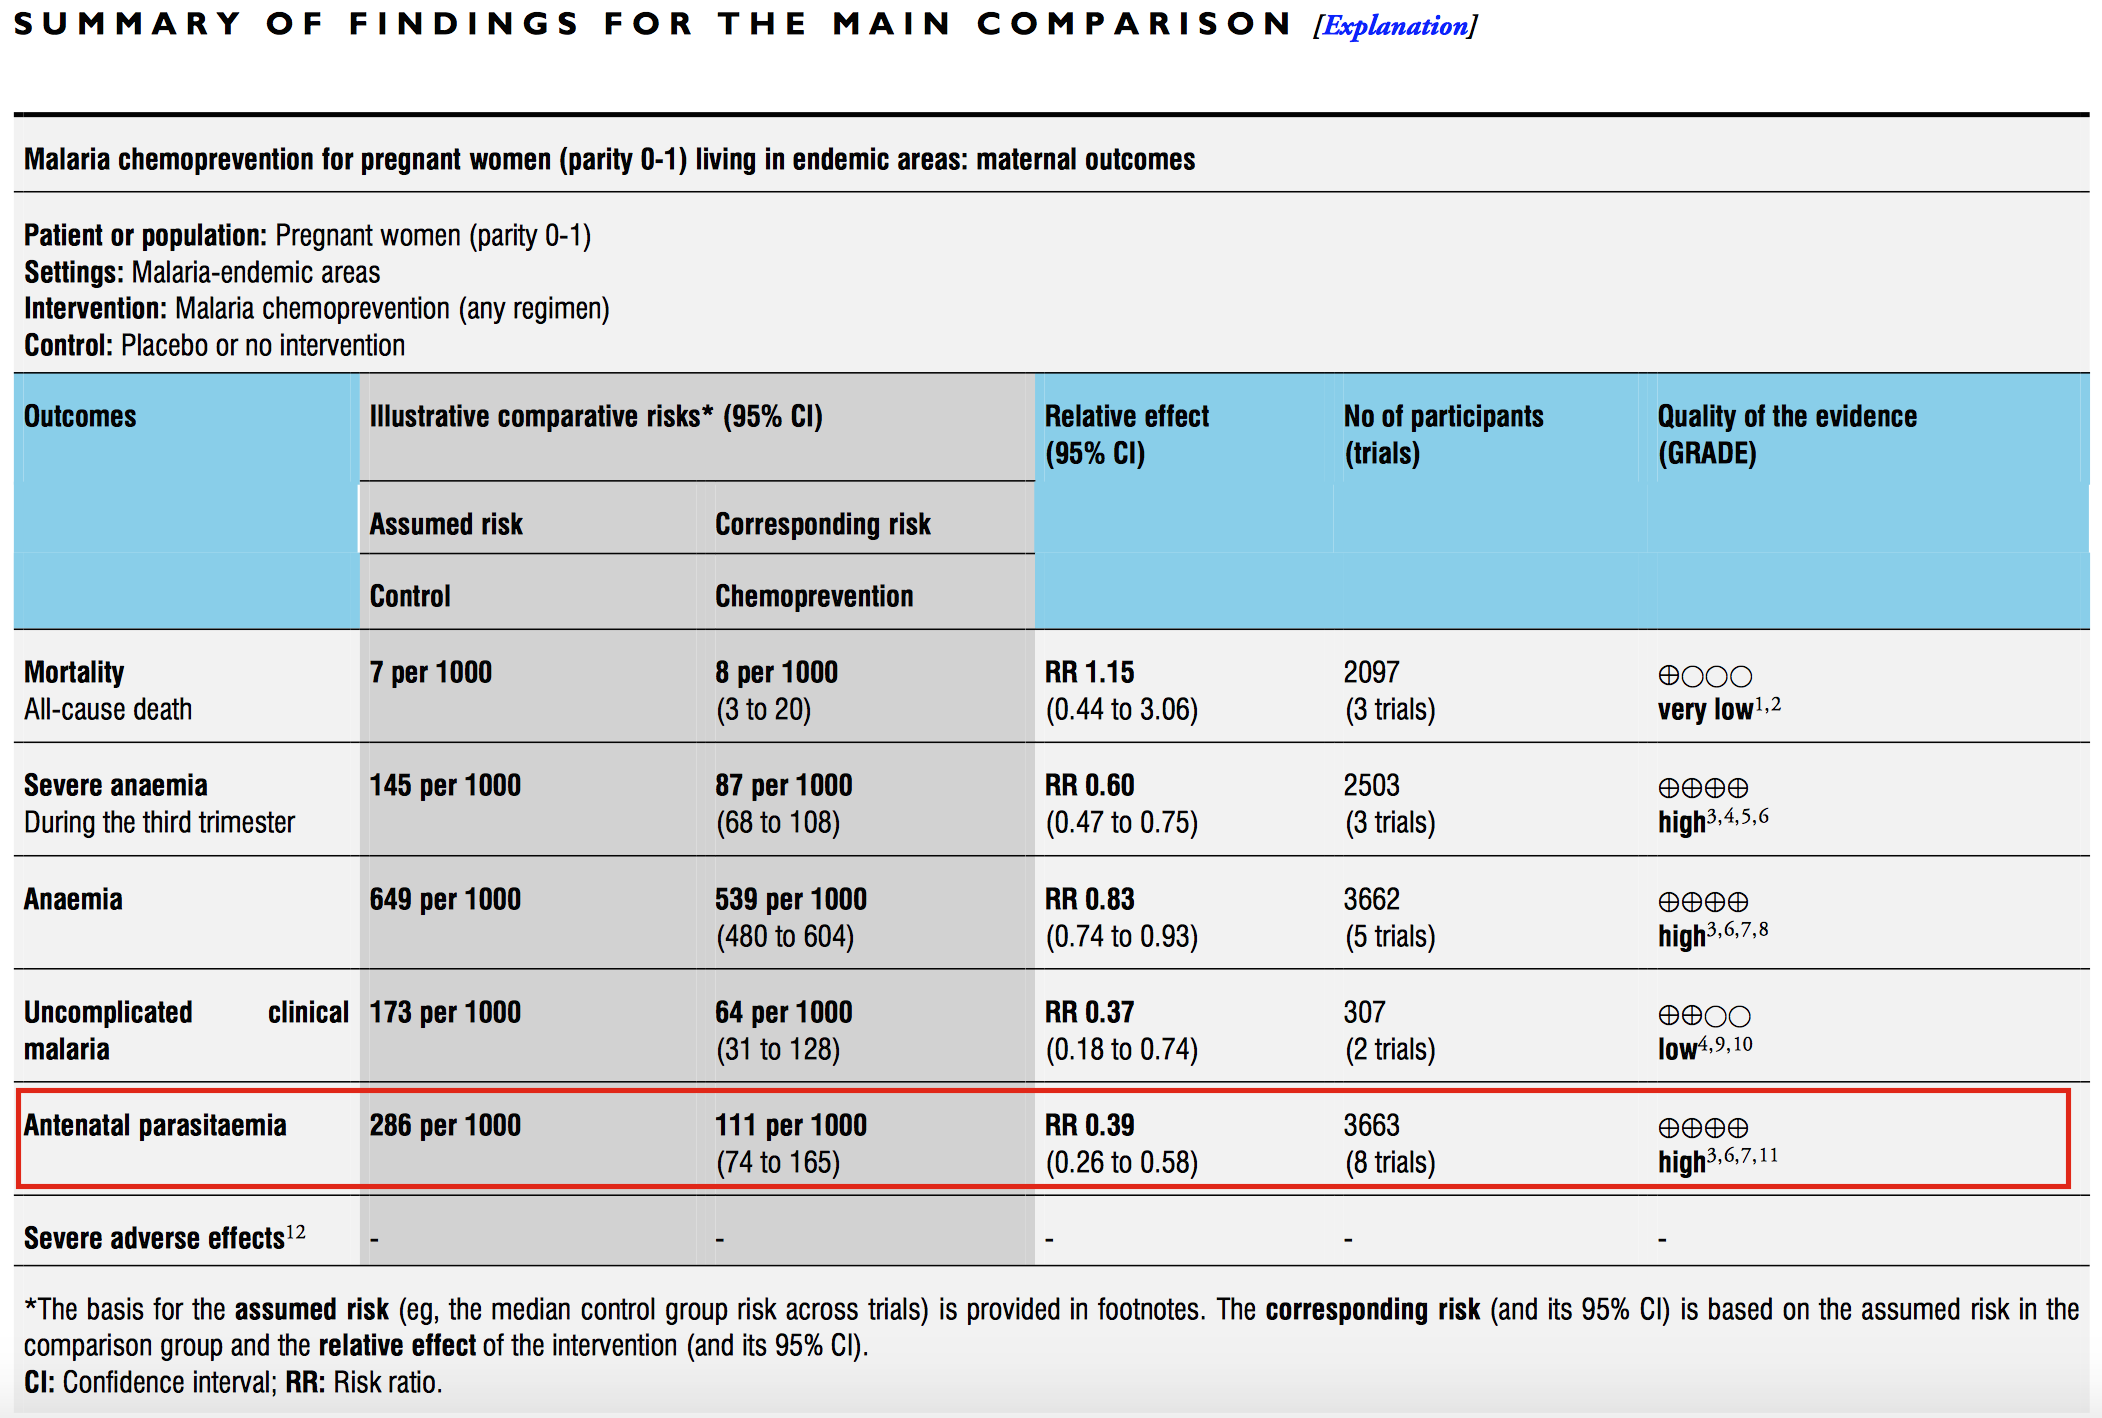 SUMMARY OF FINDINGS FOR THE MAIN COMPARISON [Explanation]
Malaria chemoprevention for pregnant women (parity 0-1) living in endemic areas: maternal outcomes
Patient or population: Pregnant women (parity 0-1)
Settings: Malaria-endemic areas
Intervention: Malaria chemoprevention (any regimen)
Control: Placebo or no intervention
Outcomes Illustrative comparative risks* (95% CI) Relative effect No of participants Quality of the evidence
(95% CI) (trials) (GRADE)
Assumed risk Corresponding risk
Control Chemoprevention
Mortality 7 per 1000 8 per 1000 RR 1.15 2097 ⊕○○○
All-cause death (3 to 20) (0.44 to 3.06) (3 trials) very low1,2
Severe anaemia 145 per 1000 87 per 1000 RR 0.60 2503 ⊕⊕⊕⊕
During the third trimester (68 to 108) (0.47 to 0.75) (3 trials) high3,4,5,6
Anaemia 649 per 1000 539 per 1000 RR 0.83 3662 ⊕⊕⊕⊕
(480 to 604) (0.74 to 0.93) (5 trials) high3,6,7,8
Uncomplicated clinical 173 per 1000 64 per 1000 RR 0.37 307 ⊕⊕○○
malaria (31 to 128) (0.18 to 0.74) (2 trials) low4,9,10
Antenatal parasitaemia 286 per 1000 111 per 1000 RR 0.39 3663 ⊕⊕⊕⊕
(74 to 165) (0.26 to 0.58) (8 trials) high3,6,7,11
Severe adverse effects12 - - - - -
*The basis for the assumed risk (eg, the median control group risk across trials) is provided in footnotes. The corresponding risk (and its 95% CI) is based on the assumed risk in the
comparison group and the relative effect of the intervention (and its 95% CI).
CI: Confidence interval; RR: Risk ratio.